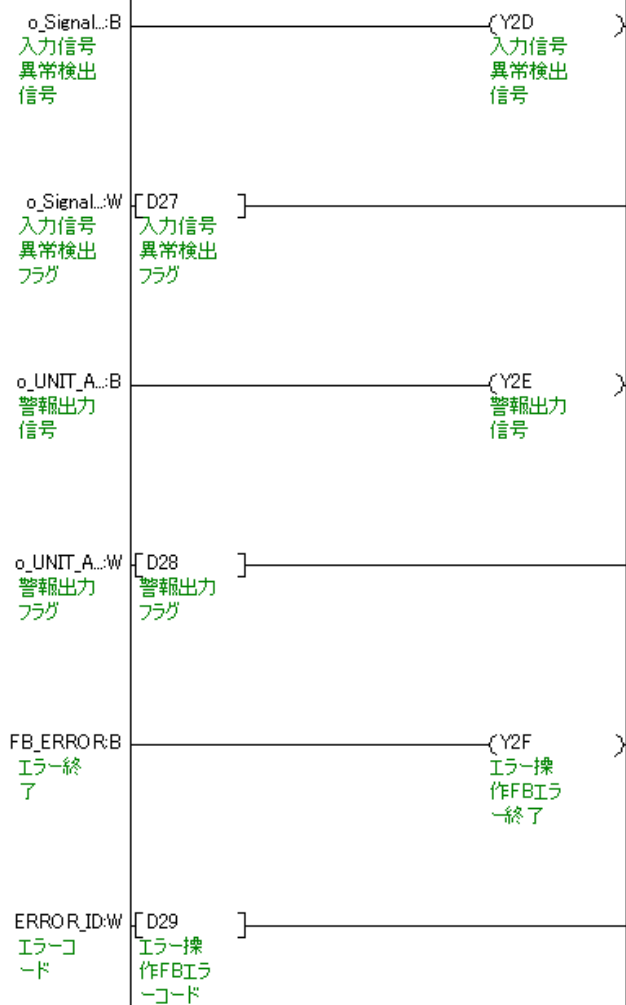 o_Signal...:B
入力信号
異常検出
信号
Y2D
入力信号
異常検出
信号
o_Signal...:W
入力信号
異常検出
フラグ
D27
入力信号
異常検出
フラグ
o_UNIT_A...:B
警報出力
信号
Y2E
警報出力
信号
o_UNIT_A...:W
警報出力
フラグ
D28
警報出力
フラグ
FB_ERROR:B
エラー終
了
Y2F
エラー操
作FBエラ
ー終了
ERROR_ID:W
エラーコ
ード
D29
エラー操
作FBエラ
ーコード